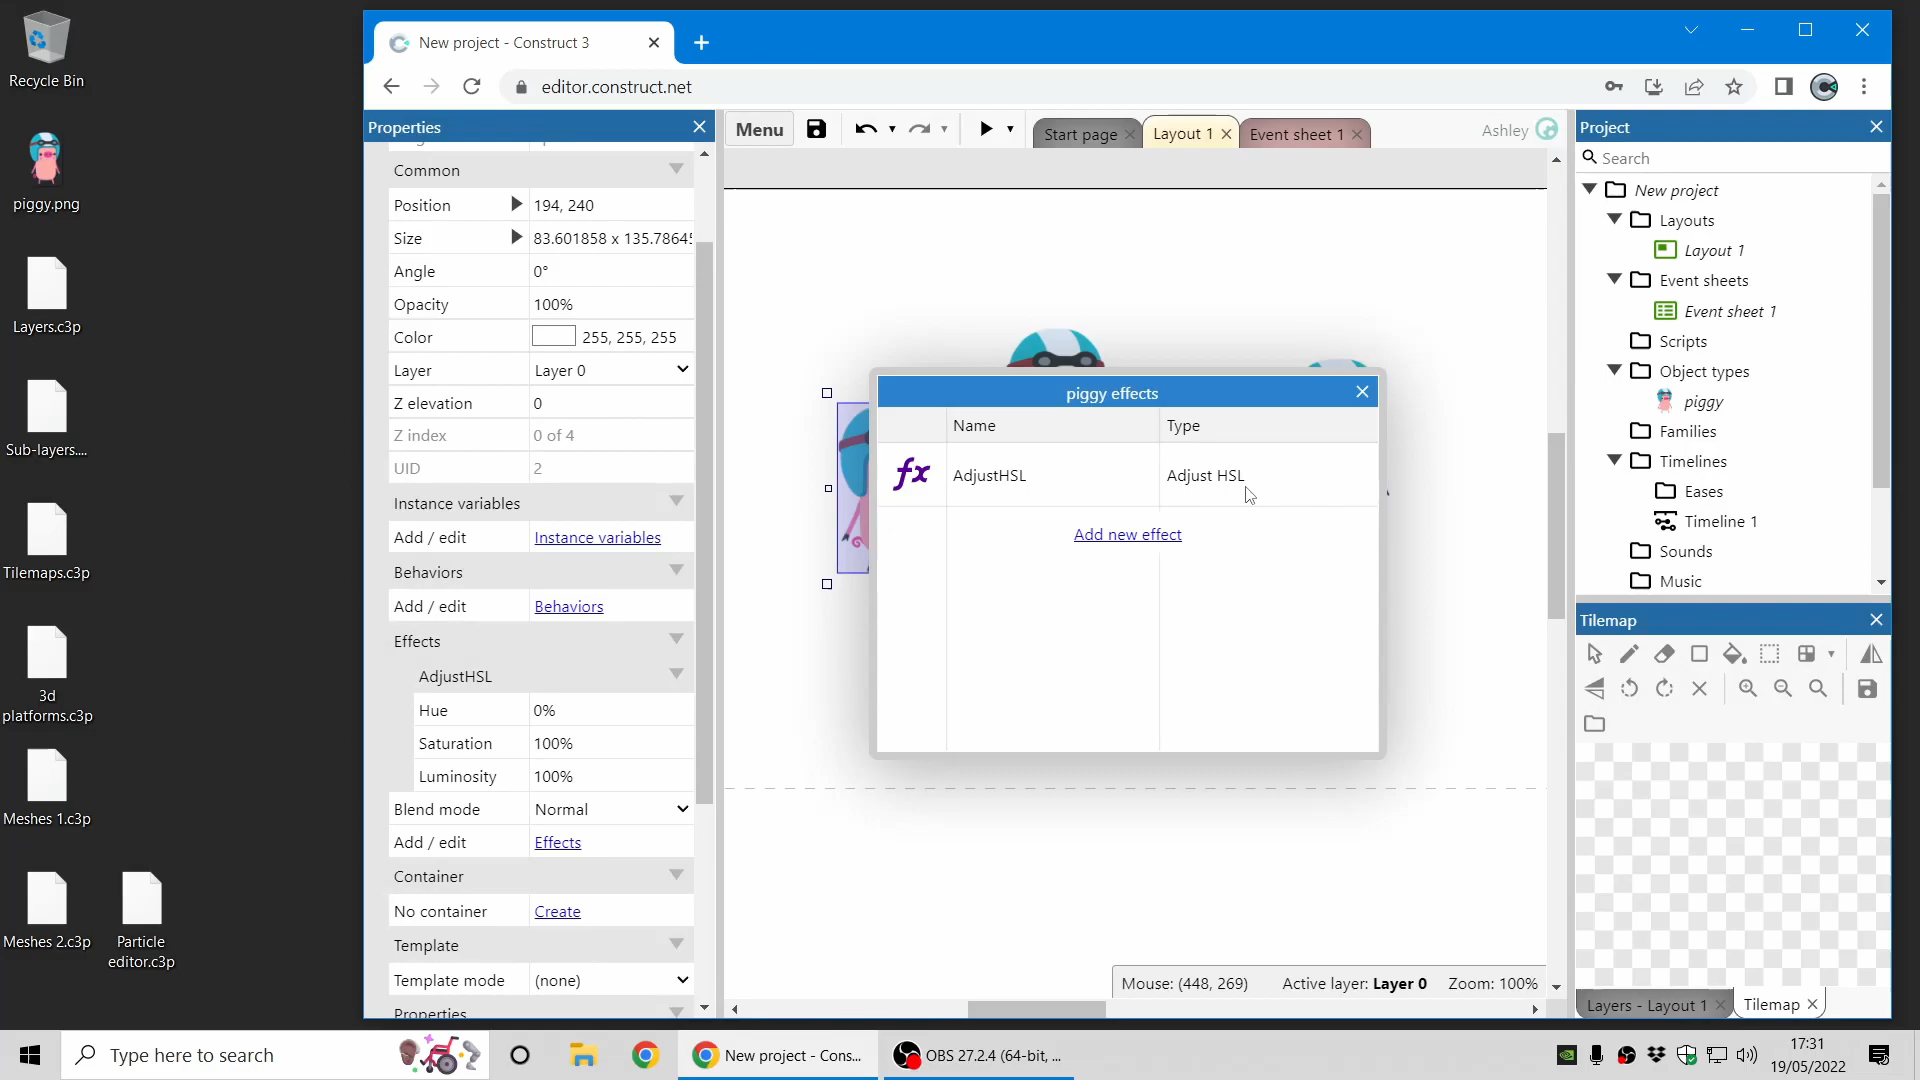 Recycle Bin
piggy.png
Layers.c3p
Sub-layers....
Tilemaps.c3p
3d
platforms.c3p
Meshes 1.c3p
Meshes 2.c3p
Particle
editor.c3p
New project - Construct 3
editor.construct.net
Properties
Common
Position 194, 240
Size 83.601858 x 135.78645
Angle 0°
Opacity 100%
Color 255, 255, 255
Layer Layer 0
Z elevation 0
Z index 0 of 4
UID 2
Instance variables
Add / edit Instance variables
Behaviors
Add / edit Behaviors
Effects
AdjustHSL
Hue 0%
Saturation 100%
Luminosity 100%
Blend mode Normal
Add / edit Effects
Container
No container Create
Template
Template mode (none)
Properties
Menu
Start page
Layout 1
Event sheet 1
Ashley
piggy effects
Name Type
fx AdjustHSL Adjust HSL
Add new effect
Mouse: (448, 269) Active layer: Layer 0 Zoom: 100%
Project
Search
New project
Layouts
Layout 1
Event sheets
Event sheet 1
Scripts
Object types
piggy
Families
Timelines
Eases
Timeline 1
Sounds
Music
Tilemap
Layers - Layout 1
Tilemap
Type here to search
New project - Cons...
OBS 27.2.4 (64-bit, ...
17:31
19/05/2022